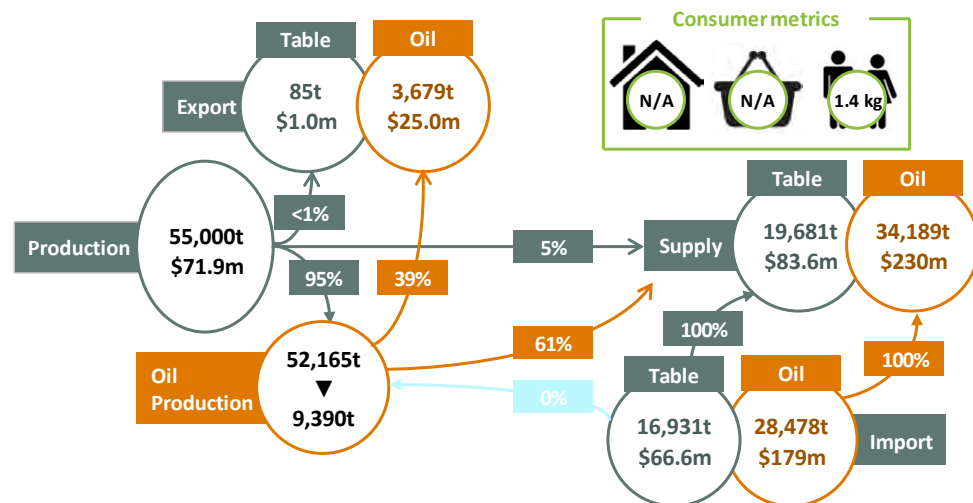 Consumer metrics
N/A
N/A
1.4 kg
Table
Oil
Export
85t
$1.0m
3,679t
$25.0m
<1%
Production
55,000t
$71.9m
95%
39%
5%
Supply
Table
Oil
19,681t
$83.6m
34,189t
$230m
Oil
Production
52,165t
▼
9,390t
61%
0%
100%
100%
Table
Oil
16,931t
$66.6m
28,478t
$179m
Import